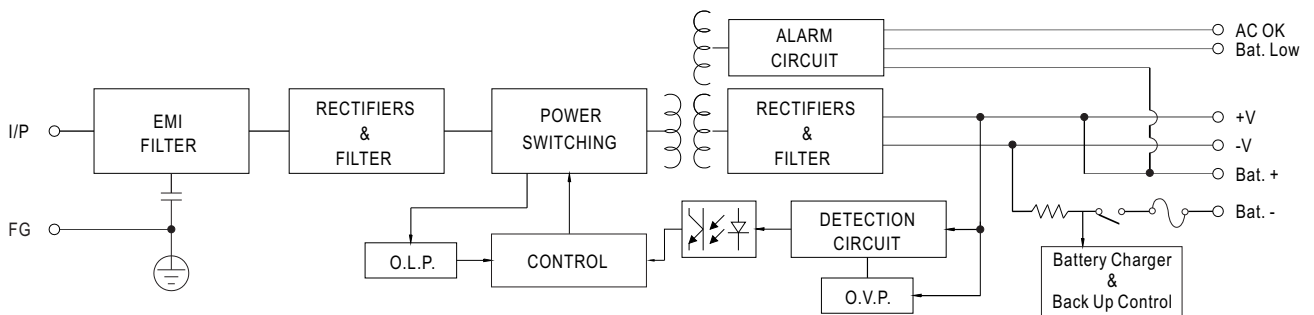 ALARM
CIRCUIT
AC OK
Bat. Low
I/P
EMI
FILTER
RECTIFIERS
&
FILTER
POWER
SWITCHING
RECTIFIERS
&
FILTER
+V
-V
Bat. +
FG
O.L.P.
CONTROL
DETECTION
CIRCUIT
O.V.P.
Bat. -
Battery Charger
&
Back Up Control